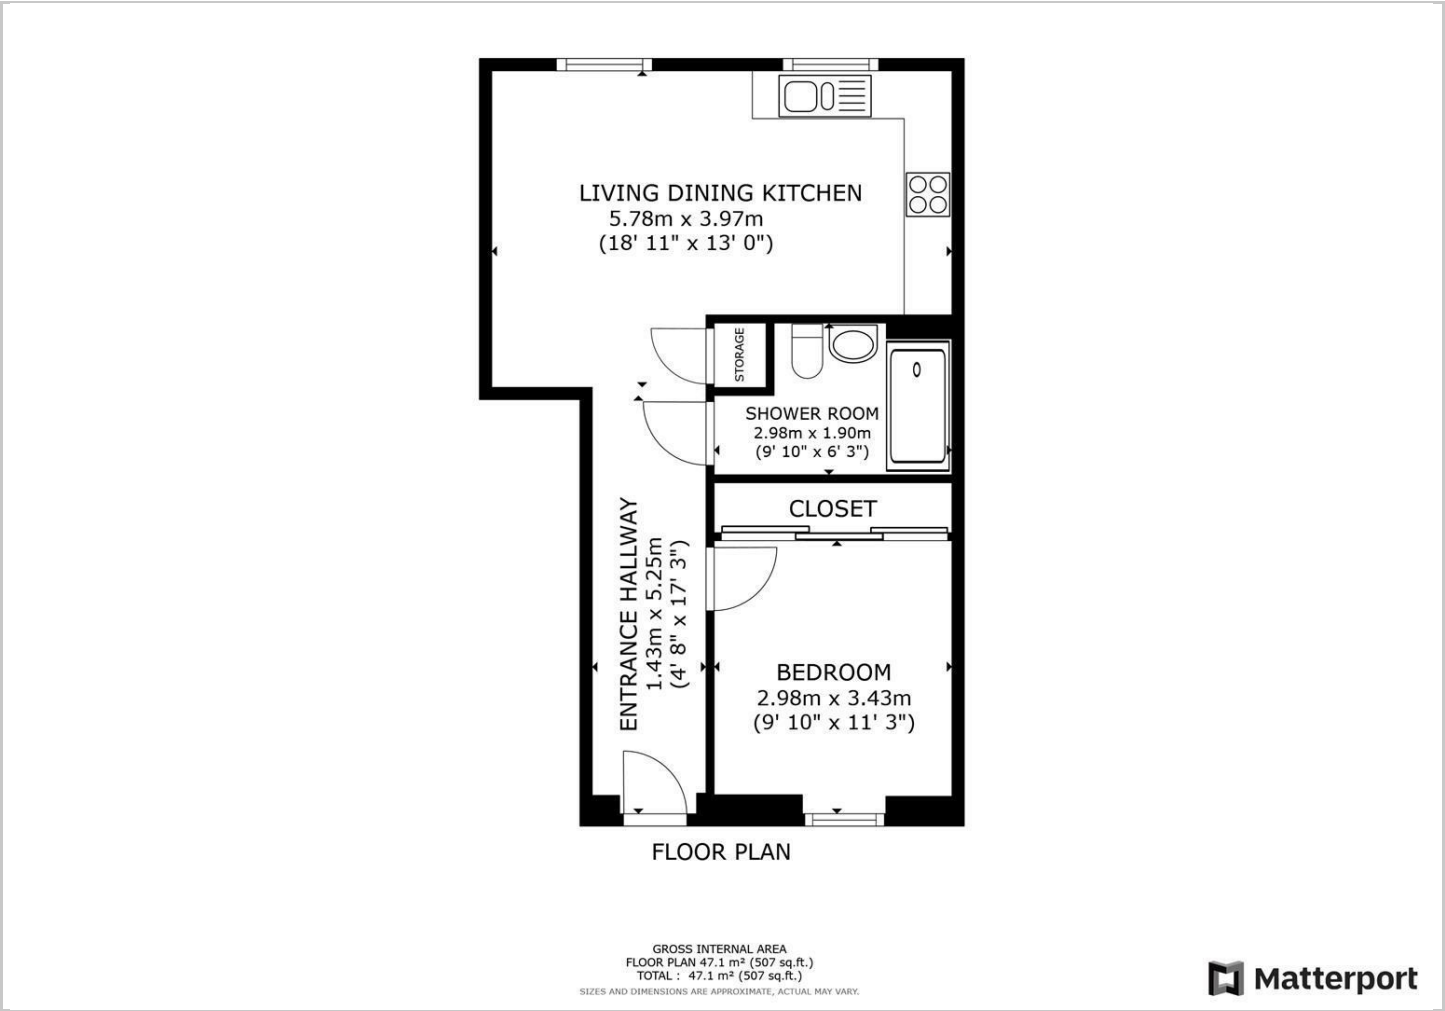 LIVING DINING KITCHEN
5.78m x 3.97m
(18' 11" x 13' 0")
STORAGE
SHOWER ROOM
2.98m x 1.90m
(9' 10" x 6' 3")
CLOSET
ENTRANCE HALLWAY
1.43m x 5.25m
(4' 8" x 17' 3")
BEDROOM
2.98m x 3.43m
(9' 10" x 11' 3")
FLOOR PLAN
GROSS INTERNAL AREA
FLOOR PLAN 47.1 m² (507 sq.ft.)
TOTAL : 47.1 m² (507 sq.ft.)
SIZES AND DIMENSIONS ARE APPROXIMATE, ACTUAL MAY VARY.
Matterport